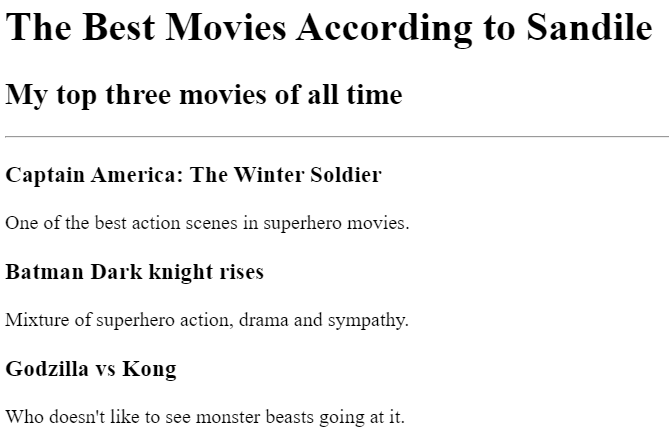 The Best Movies According to Sandile
My top three movies of all time
Captain America: The Winter Soldier
One of the best action scenes in superhero movies.
Batman Dark knight rises
Mixture of superhero action, drama and sympathy.
Godzilla vs Kong
Who doesn't like to see monster beasts going at it.